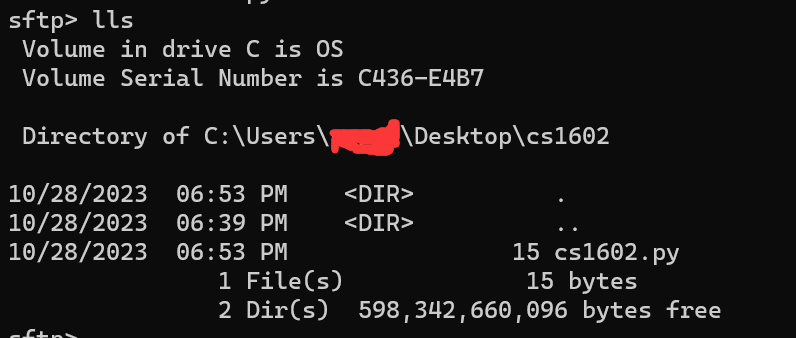 sftp> lls
Volume in drive C is OS
Volume Serial Number is C436-E4B7
Directory of C:\Users\ \Desktop\cs1602
10/28/2023 06:53 PM <DIR> .
10/28/2023 06:39 PM <DIR> ..
10/28/2023 06:53 PM 15 cs1602.py
1 File(s) 15 bytes
2 Dir(s) 598,342,660,096 bytes free
sftp>